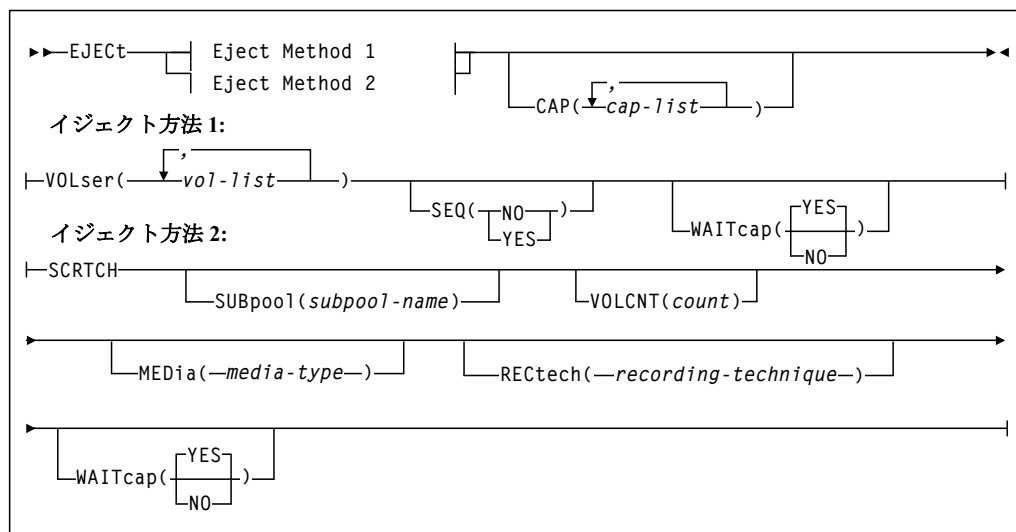 EJECt Eject Method 1
Eject Method 2
,
CAP( cap-list )
イジェクト方法 1:
,
VOLser( vol-list )
SEQ( NO )
YES
YES
WAITcap( )
NO
イジェクト方法 2:
SCRTCH
SUBpool(subpool-name)
VOLCNT(count)
MEDia( media-type )
RECtech( recording-technique )
YES
WAITcap( )
NO